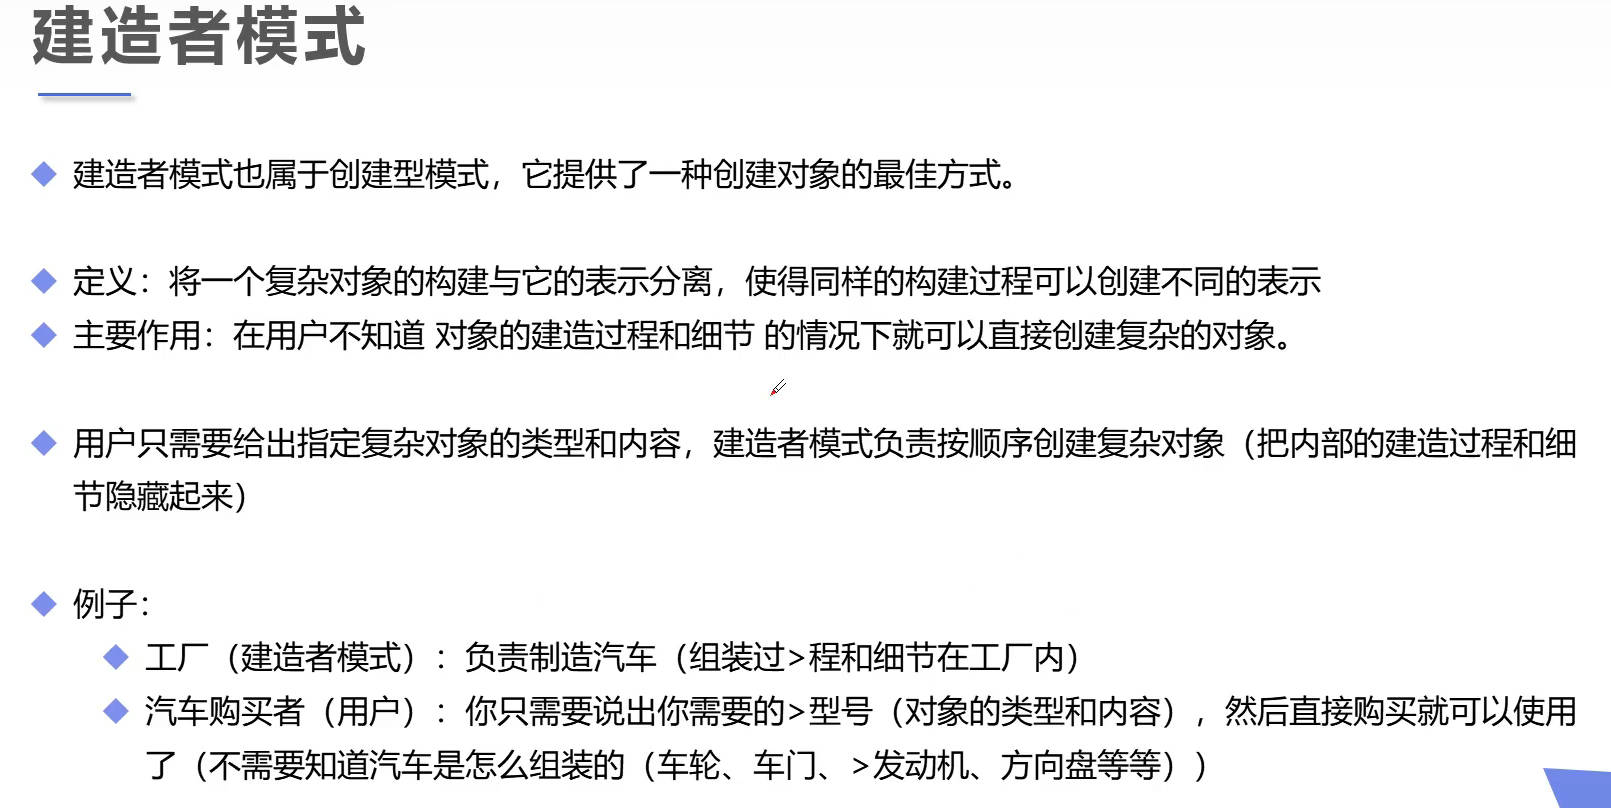 建造者模式
建造者模式也属于创建型模式，它提供了一种创建对象的最佳方式。
定义：将一个复杂对象的构建与它的表示分离，使得同样的构建过程可以创建不同的表示
主要作用：在用户不知道 对象的建造过程和细节 的情况下就可以直接创建复杂的对象。
用户只需要给出指定复杂对象的类型和内容，建造者模式负责按顺序创建复杂对象（把内部的建造过程和细
节隐藏起来）
例子：
工厂（建造者模式）：负责制造汽车（组装过>程和细节在工厂内）
汽车购买者（用户）：你只需要说出你需要的>型号（对象的类型和内容），然后直接购买就可以使用
了（不需要知道汽车是怎么组装的（车轮、车门、>发动机、方向盘等等））